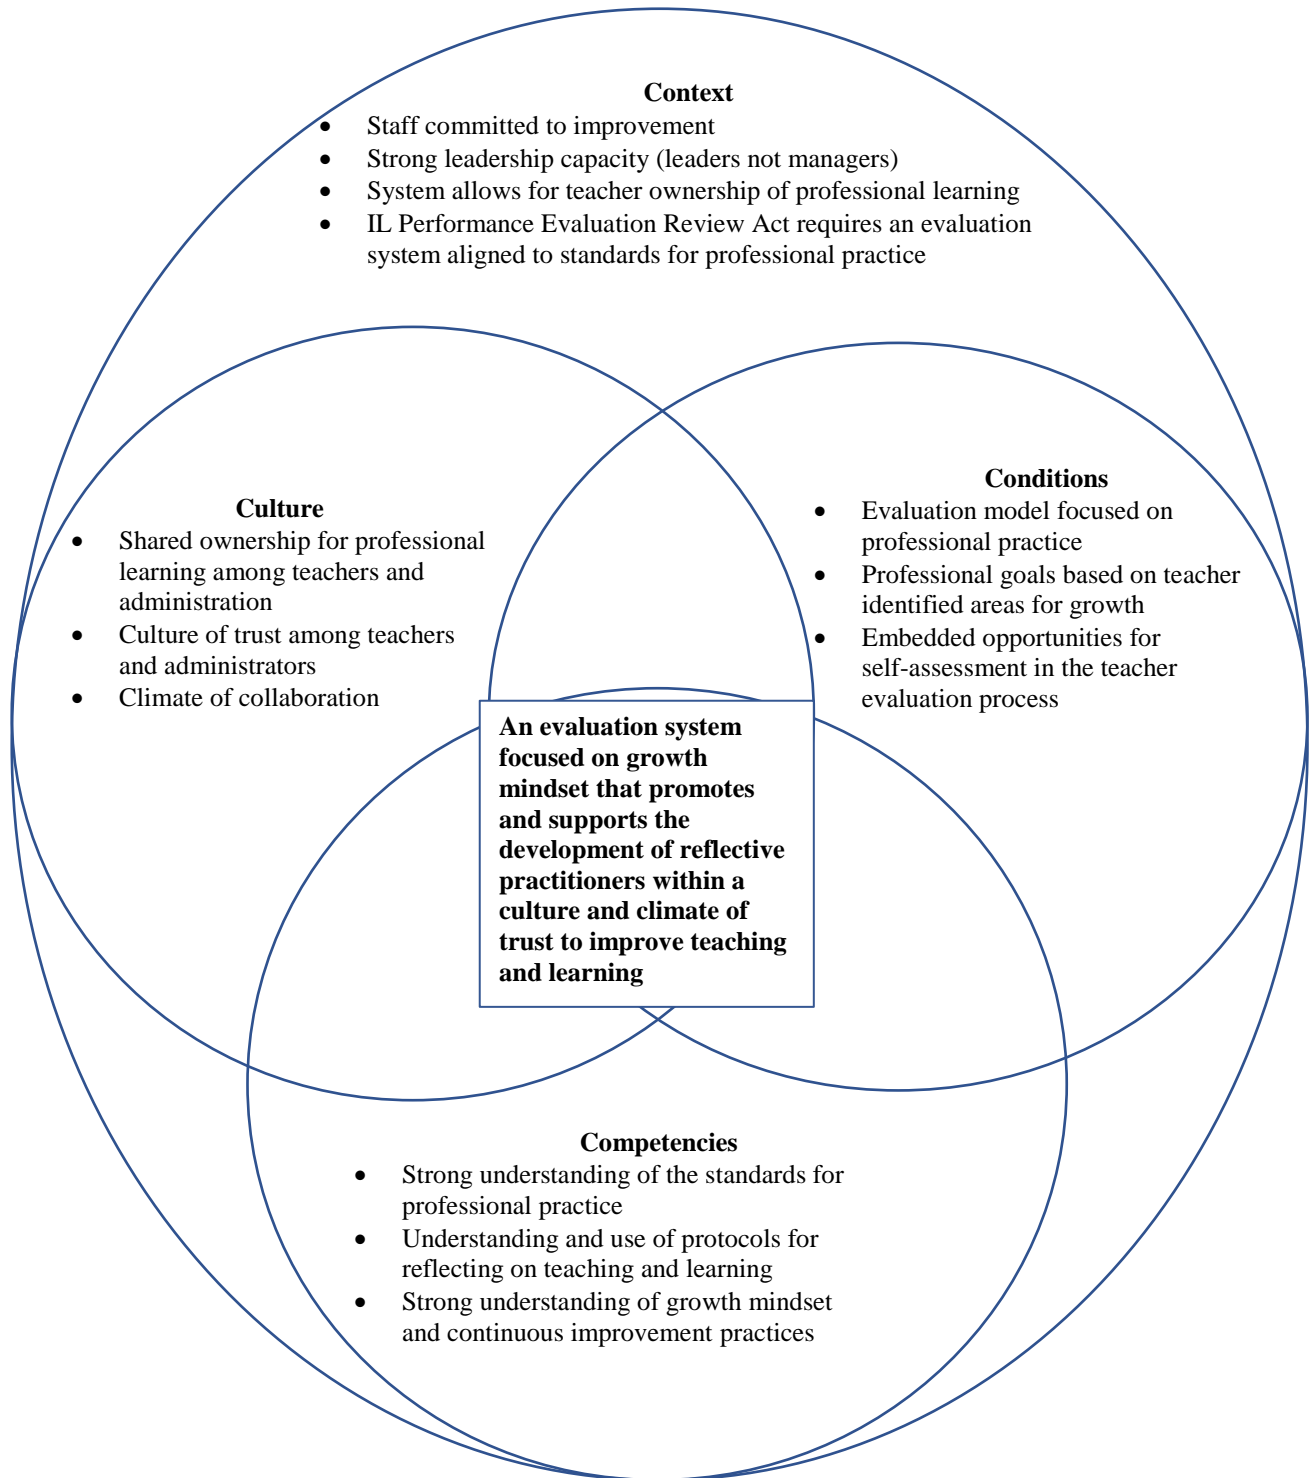 Context
• Staff committed to improvement
• Strong leadership capacity (leaders not managers)
• System allows for teacher ownership of professional learning
• IL Performance Evaluation Review Act requires an evaluation
system aligned to standards for professional practice
Culture
• Shared ownership for professional
learning among teachers and
administration
• Culture of trust among teachers
and administrators
• Climate of collaboration
Conditions
• Evaluation model focused on
professional practice
• Professional goals based on teacher
identified areas for growth
• Embedded opportunities for
self-assessment in the teacher
evaluation process
An evaluation system
focused on growth
mindset that promotes
and supports the
development of reflective
practitioners within a
culture and climate of
trust to improve teaching
and learning
Competencies
• Strong understanding of the standards for
professional practice
• Understanding and use of protocols for
reflecting on teaching and learning
• Strong understanding of growth mindset
and continuous improvement practices